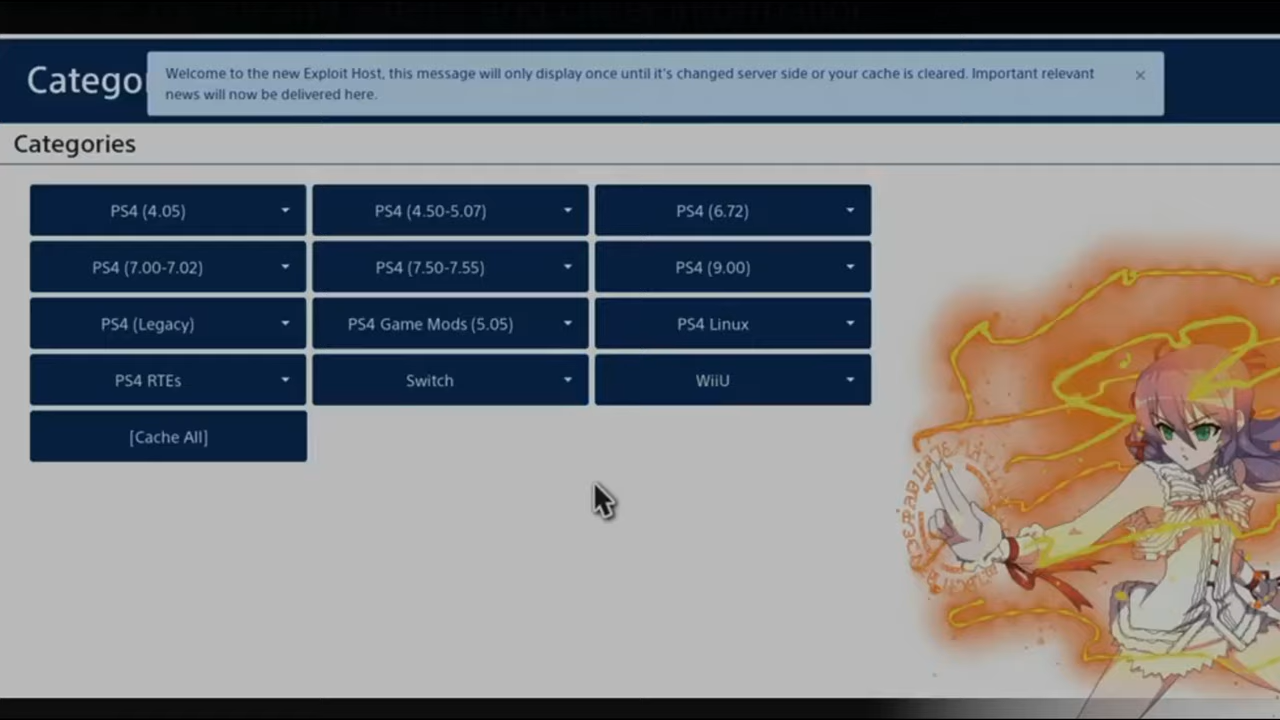 Catego
Welcome to the new Exploit Host, this message will only display once until it's changed server side or your cache is cleared. Important relevant
news will now be delivered here.
×
Categories
PS4 (4.05)
PS4 (4.50-5.07)
PS4 (6.72)
PS4 (7.00-7.02)
PS4 (7.50-7.55)
PS4 (9.00)
PS4 (Legacy)
PS4 Game Mods (5.05)
PS4 Linux
PS4 RTEs
Switch
WiiU
[Cache All]